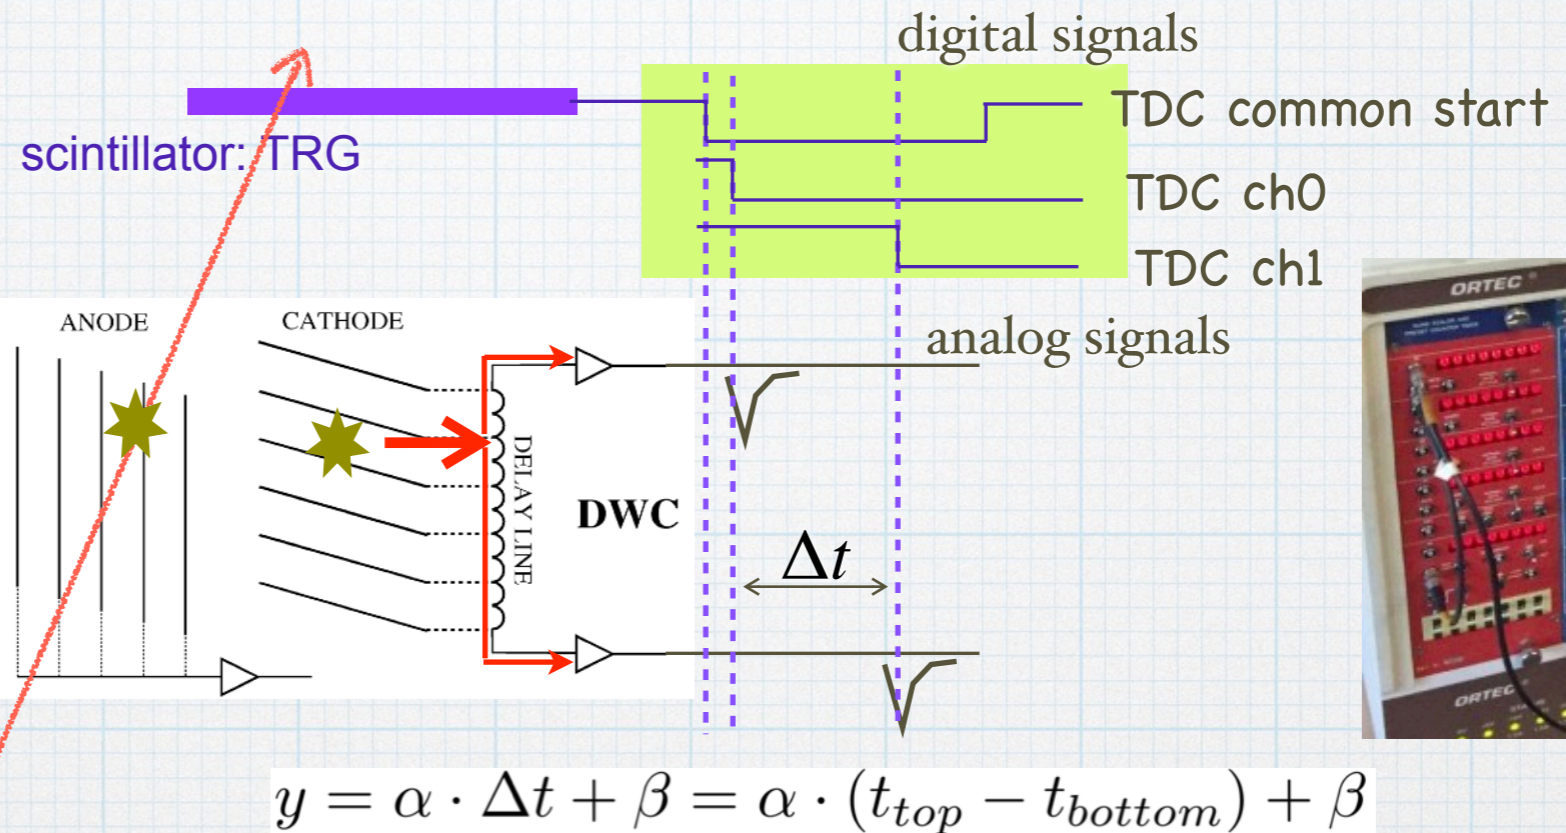 digital signals
TDC common start
scintillator: TRG
TDC ch0
TDC ch1
ORTEC
ANODE
CATHODE
analog signals
DELAY LINE
DWC
Δt
ORTEC
y = α · Δt + β = α · (t_top − t_bottom) + β